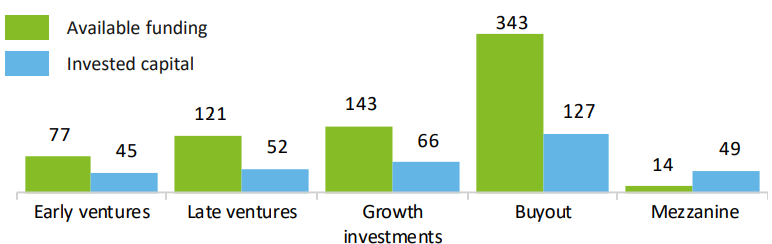 Available funding
Invested capital
77
45
121
52
143
66
343
127
14
49
Early ventures
Late ventures
Growth
investments
Buyout
Mezzanine